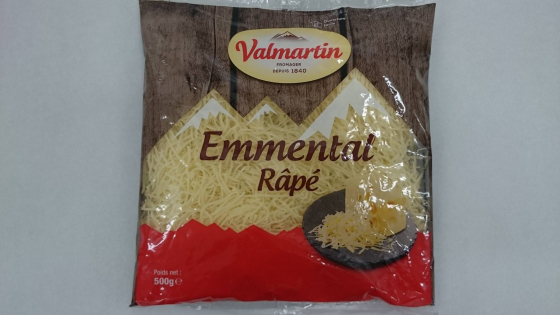 Valmartin
FROMAGER
DEPUIS 1840
Emmental
Râpé
Poids net :
500g℮